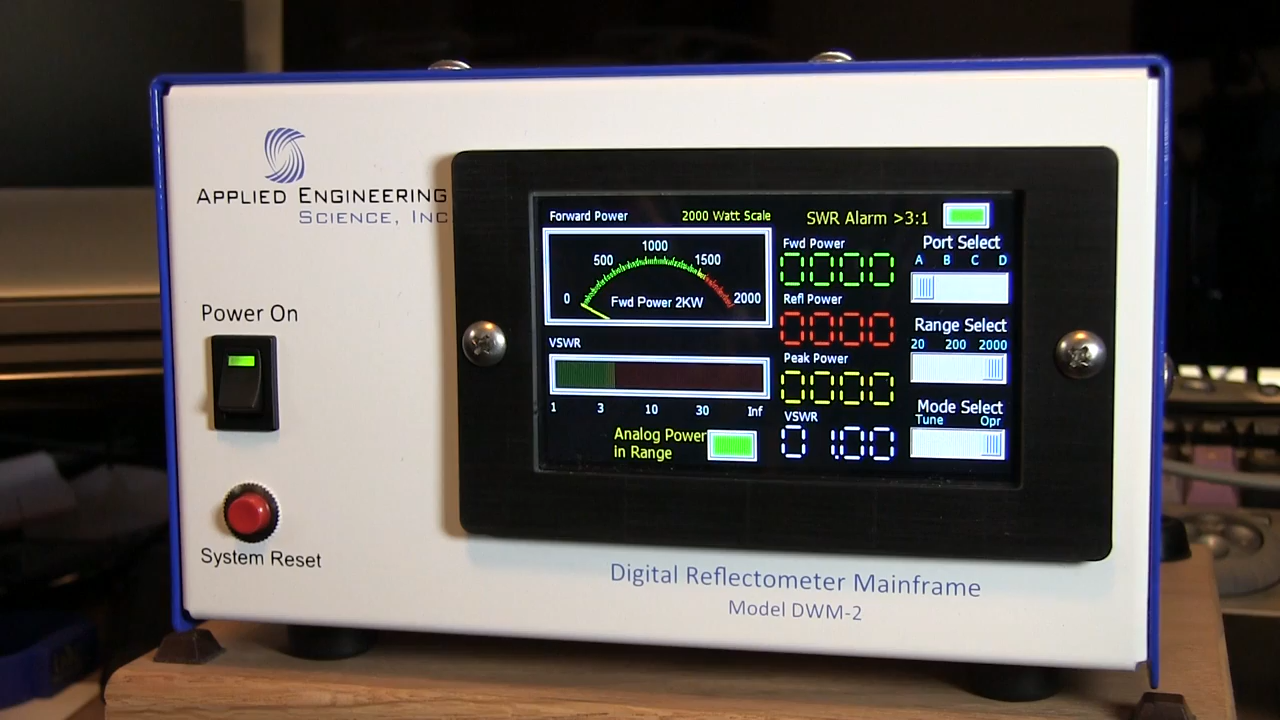 APPLIED ENGINEERING
SCIENCE, INC
Power On
System Reset
Forward Power
2000 Watt Scale
0
500
1000
1500
2000
Fwd Power 2KW
VSWR
1 3 10 30 Inf
Analog Power
in Range
SWR Alarm >3:1
Fwd Power
0000
Refl Power
0000
Peak Power
0000
VSWR
0 1.00
Port Select
A B C D
Range Select
20 200 2000
Mode Select
Tune Opr
Digital Reflectometer Mainframe
Model DWM-2